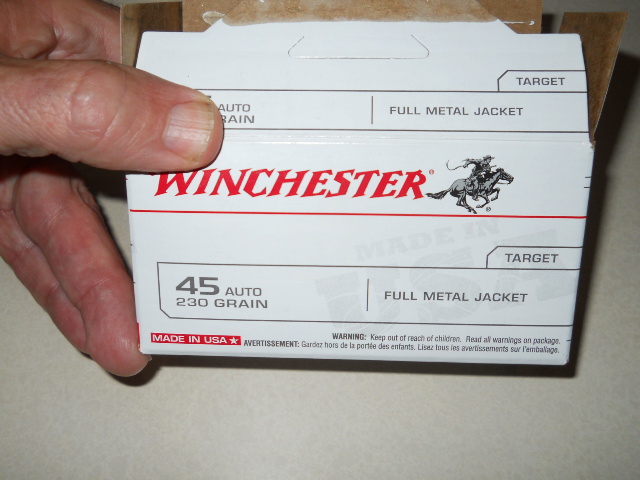 TARGET
AUTO
FULL METAL JACKET
RAIN
WINCHESTER
MADE IN
USA
TARGET
45 AUTO
230 GRAIN
FULL METAL JACKET
MADE IN USA
WARNING: Keep out of reach of children. Read all warnings on package.
AVERTISSEMENT: Gardez hors de la portée des enfants. Lisez tous les avertissements sur l'emballage.